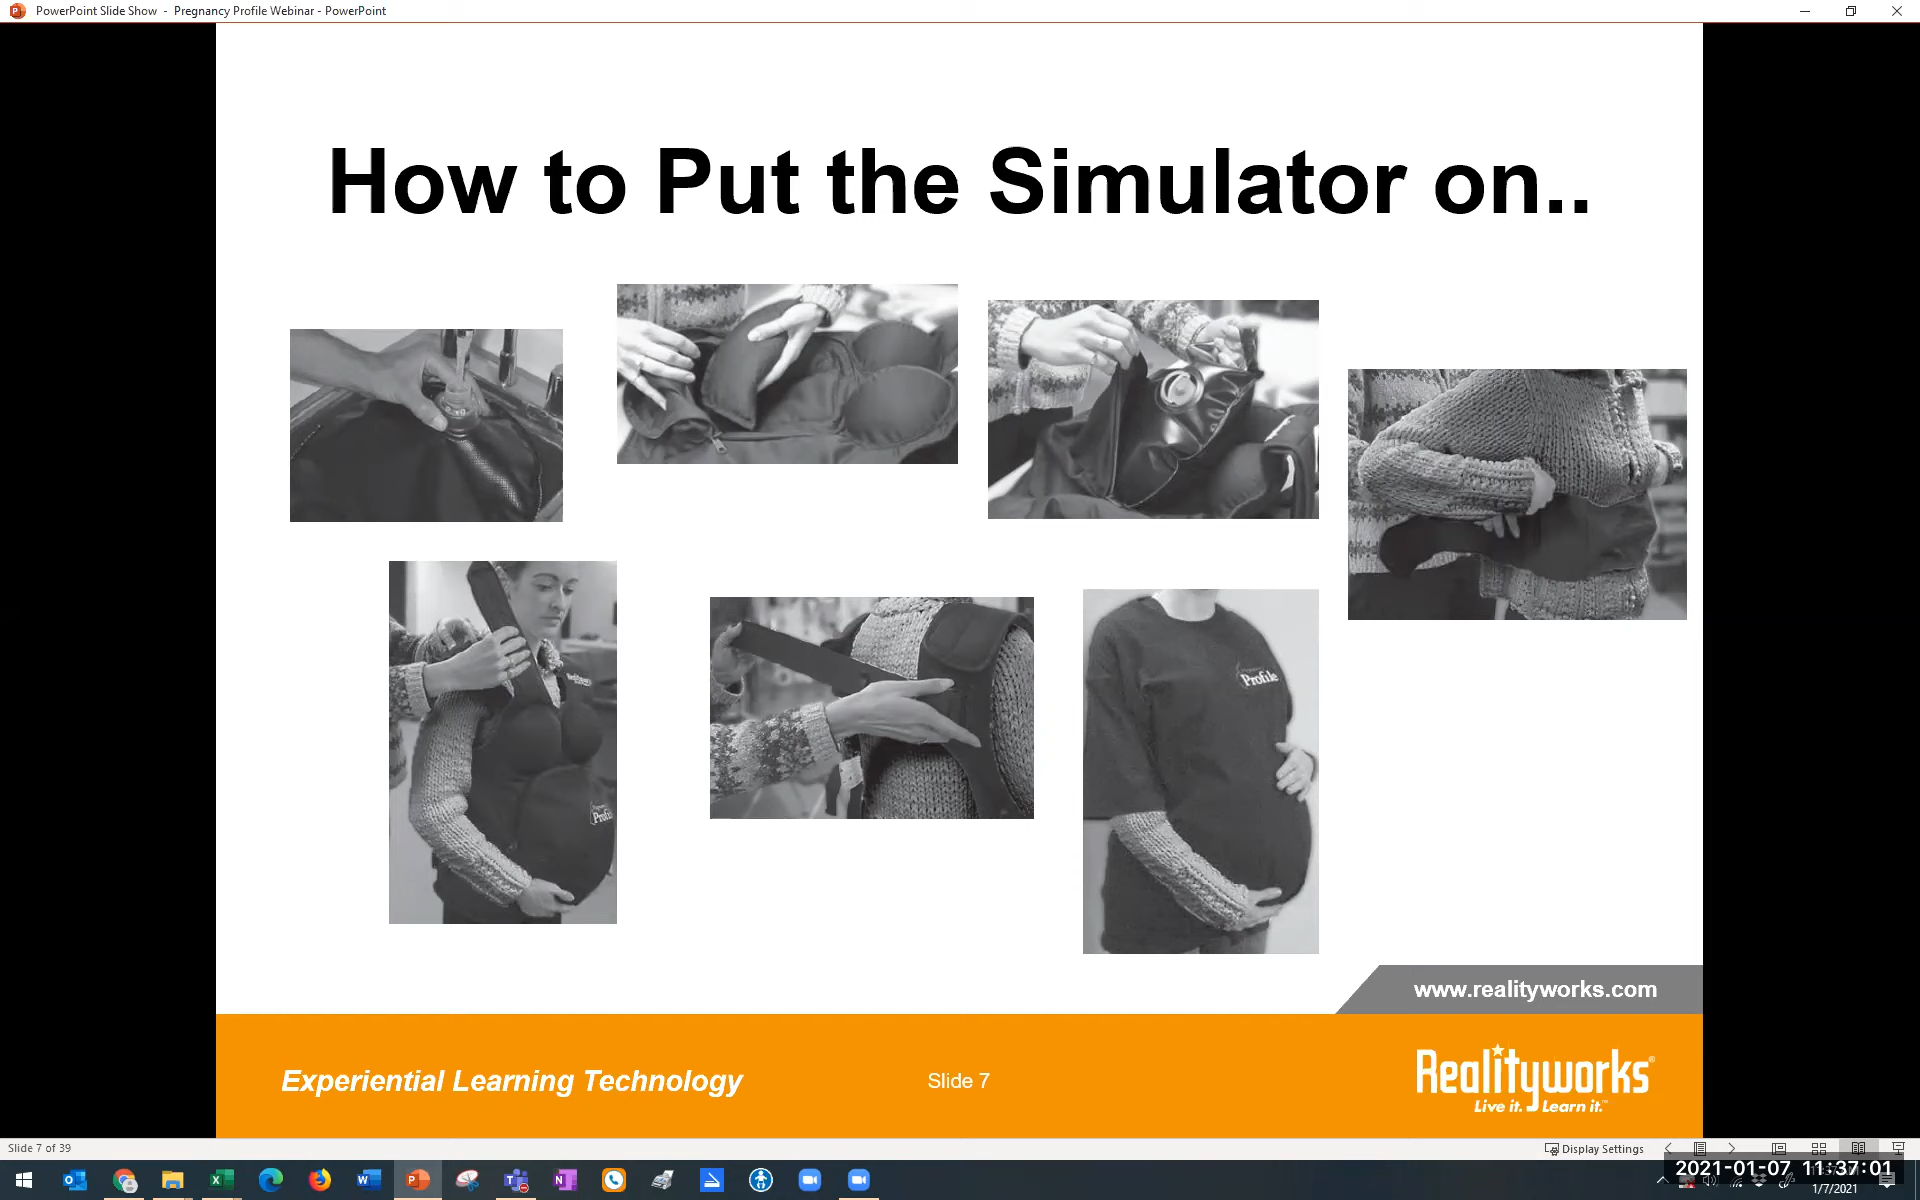 PowerPoint Slide Show - Pregnancy Profile Webinar - PowerPoint
How to Put the Simulator on..
Profile
www.realityworks.com
Experiential Learning Technology
Slide 7
Realityworks®
Live it. Learn it.™
Slide 7 of 39
Display Settings
2021-01-07 11:37:01
1/7/2021